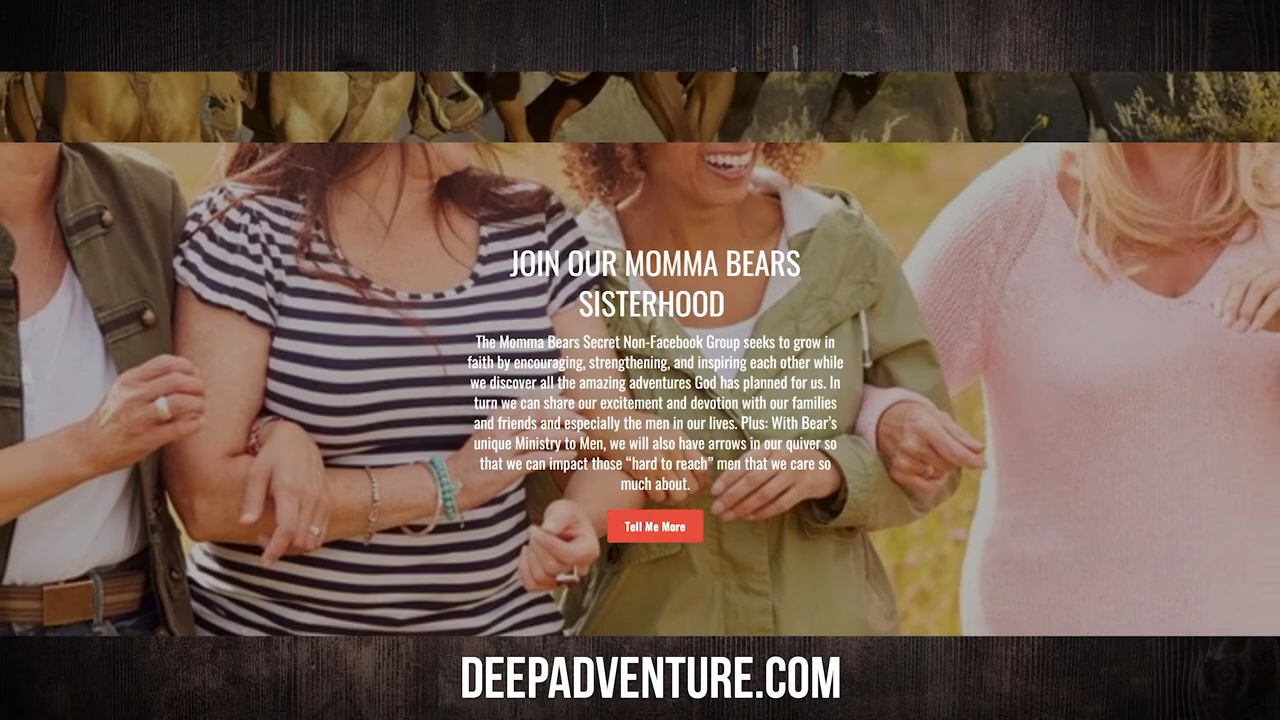 JOIN OUR MOMMA BEARS
SISTERHOOD
The Momma Bears Secret Non-Facebook Group seeks to grow in
faith by encouraging, strengthening, and inspiring each other while
we discover all the amazing adventures God has planned for us. In
turn we can share our excitement and devotion with our families
and friends and especially the men in our lives. Plus: With Bear’s
unique Ministry to Men, we will also have arrows in our quiver so
that we can impact those “hard to reach” men that we care so
much about.
Tell Me More
DEEPADVENTURE.COM